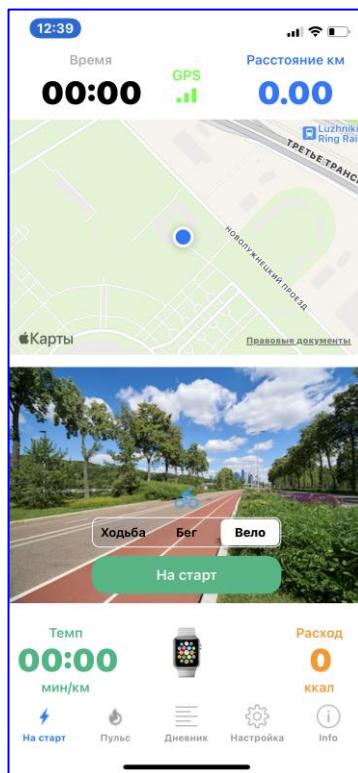 12:39
Время
GPS
Расстояние км
00:00
0.00
Luzhniki
Ring Rai
ТРЕТЬЕ ТРАНС
НОВОЛУЖНЕЦКИЙ ПРОЕЗД
Карты
Правовые документы
Ходьба Бег Вело
На старт
Темп
Расход
00:00
0
мин/км
ккал
На старт Пульс Дневник Настройка Info